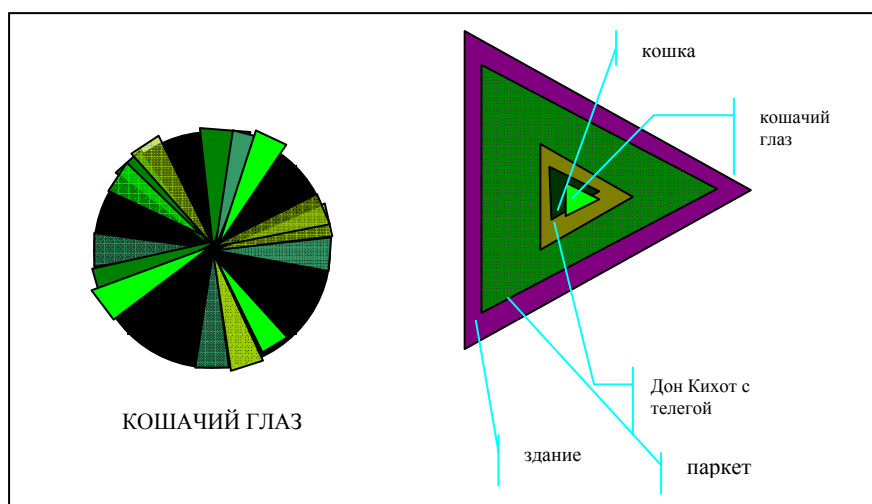 кошка
кошачий
глаз
КОШАЧИЙ ГЛАЗ
Дон Кихот с
телегой
здание
паркет